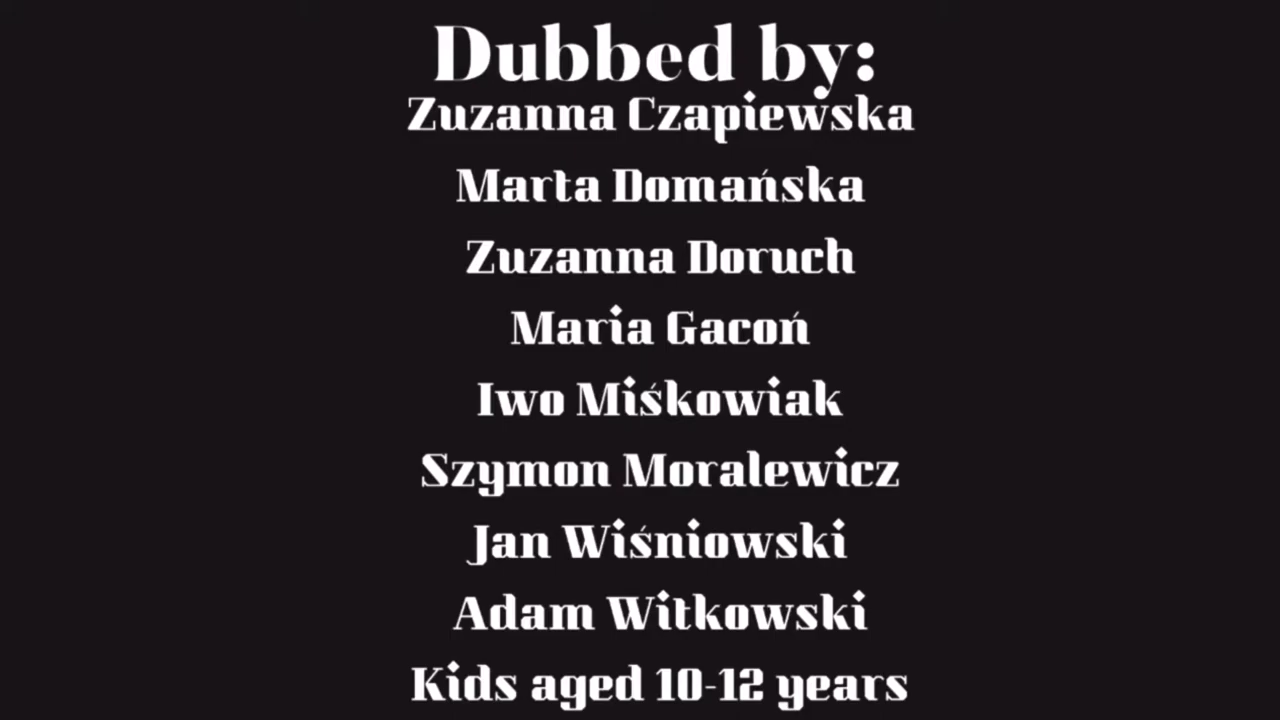 Dubbed by:
Zuzanna Czapiewska
Marta Domańska
Zuzanna Doruch
Maria Gacoń
Iwo Miśkowiak
Szymon Moralewicz
Jan Wiśniowski
Adam Witkowski
Kids aged 10-12 years